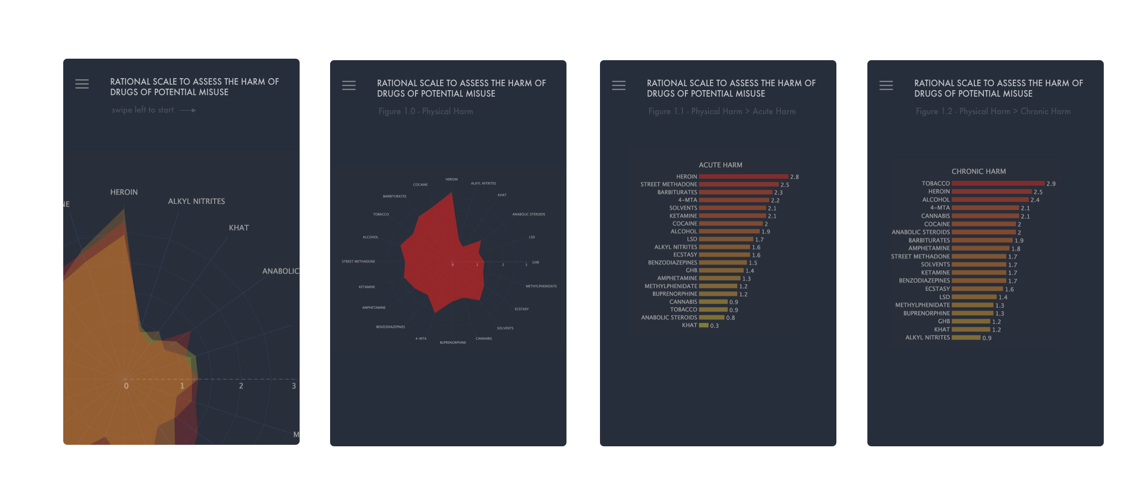 RATIONAL SCALE TO ASSESS THE HARM OF
DRUGS OF POTENTIAL MISUSE
swipe left to start
HEROIN
NE
ALKYL NITRITES
KHAT
ANABOLIC
0 1 2 3
M
RATIONAL SCALE TO ASSESS THE HARM OF
DRUGS OF POTENTIAL MISUSE
Figure 1.0 - Physical Harm
HEROIN
COCAINE
ALKYL NITRITES
BARBITURATES
KHAT
TOBACCO
ANABOLIC STEROIDS
ALCOHOL
LSD
STREET METHADONE
0 1 2 3
GHB
KETAMINE
METHYLPHENIDATE
AMPHETAMINE
ECSTASY
BENZODIAZEPINES
SOLVENTS
4-MTA
CANNABIS
BUPRENORPHINE
RATIONAL SCALE TO ASSESS THE HARM OF
DRUGS OF POTENTIAL MISUSE
Figure 1.1 - Physical Harm > Acute Harm
ACUTE HARM
HEROIN 2.8
STREET METHADONE 2.5
BARBITURATES 2.3
4-MTA 2.2
SOLVENTS 2.1
KETAMINE 2.1
COCAINE 2
ALCOHOL 1.9
LSD 1.7
ALKYL NITRITES 1.6
ECSTASY 1.6
BENZODIAZEPINES 1.5
GHB 1.4
AMPHETAMINE 1.3
METHYLPHENIDATE 1.2
BUPRENORPHINE 1.2
CANNABIS 0.9
TOBACCO 0.9
ANABOLIC STEROIDS 0.8
KHAT 0.3
RATIONAL SCALE TO ASSESS THE HARM OF
DRUGS OF POTENTIAL MISUSE
Figure 1.2 - Physical Harm > Chronic Harm
CHRONIC HARM
TOBACCO 2.9
HEROIN 2.5
ALCOHOL 2.4
4-MTA 2.1
CANNABIS 2.1
COCAINE 2
ANABOLIC STEROIDS 2
BARBITURATES 1.9
AMPHETAMINE 1.8
STREET METHADONE 1.7
SOLVENTS 1.7
KETAMINE 1.7
BENZODIAZEPINES 1.7
ECSTASY 1.6
LSD 1.4
METHYLPHENIDATE 1.3
BUPRENORPHINE 1.3
GHB 1.2
KHAT 1.2
ALKYL NITRITES 0.9